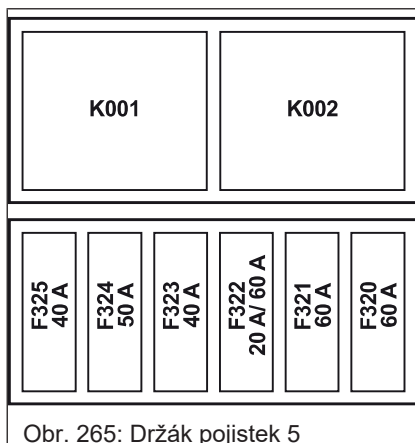 K001
K002
F325
40 A
F324
50 A
F323
40 A
F322
20 A/ 60 A
F321
60 A
F320
60 A
Obr. 265: Držák pojistek 5